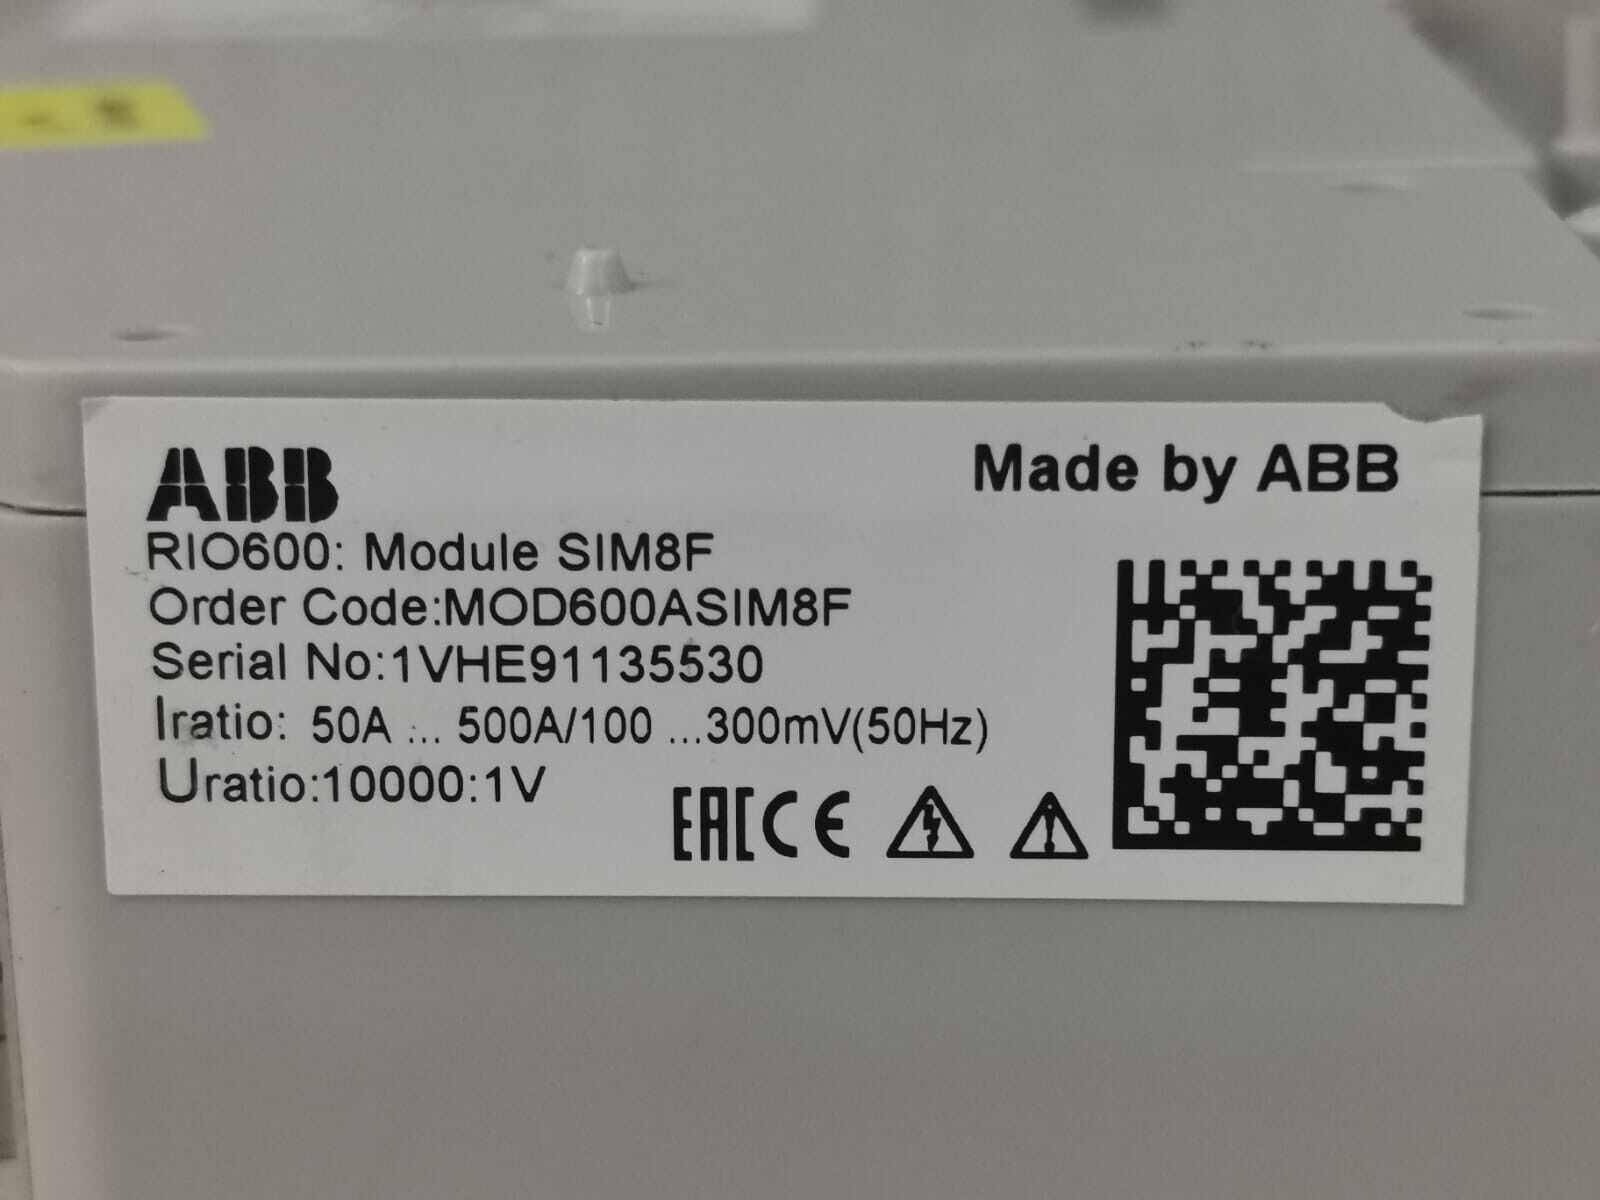 ABB
Made by ABB
RIO600: Module SIM8F
Order Code:MOD600ASIM8F
Serial No:1VHE91135530
Iratio: 50A ... 500A/100 ...300mV(50Hz)
Uratio:10000:1V
EAC CE